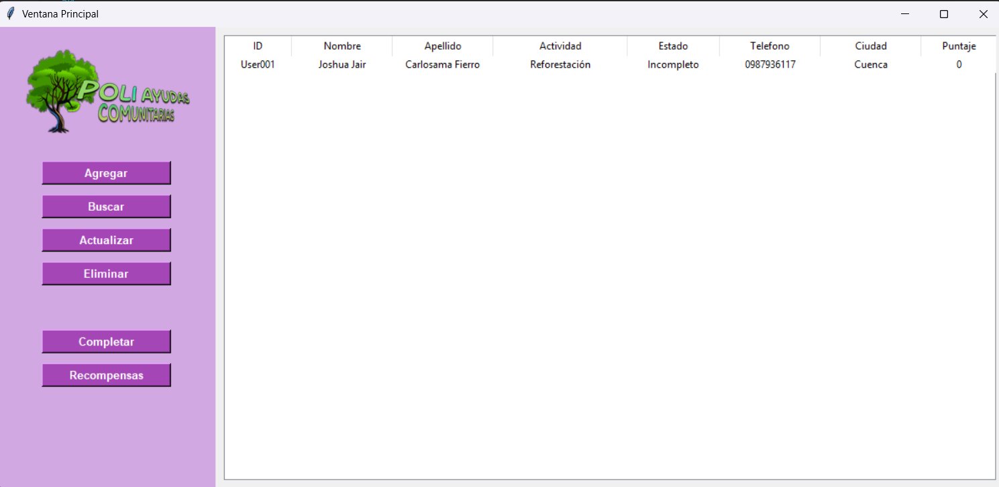 Ventana Principal
POLI AYUDAS
COMUNITARIAS
Agregar
Buscar
Actualizar
Eliminar
Completar
Recompensas
ID Nombre Apellido Actividad Estado Telefono Ciudad Puntaje
User001 Joshua Jair Carlosama Fierro Reforestación Incompleto 0987936117 Cuenca 0